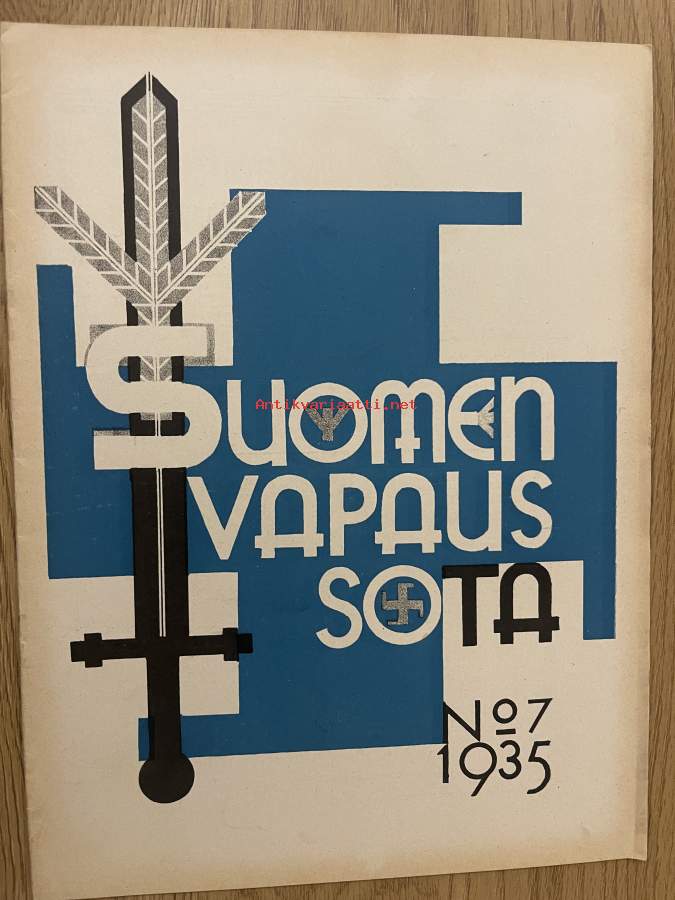 SUOMEN
VAPAUS
SOTA
No 7
1935
Antikvariaatti.net